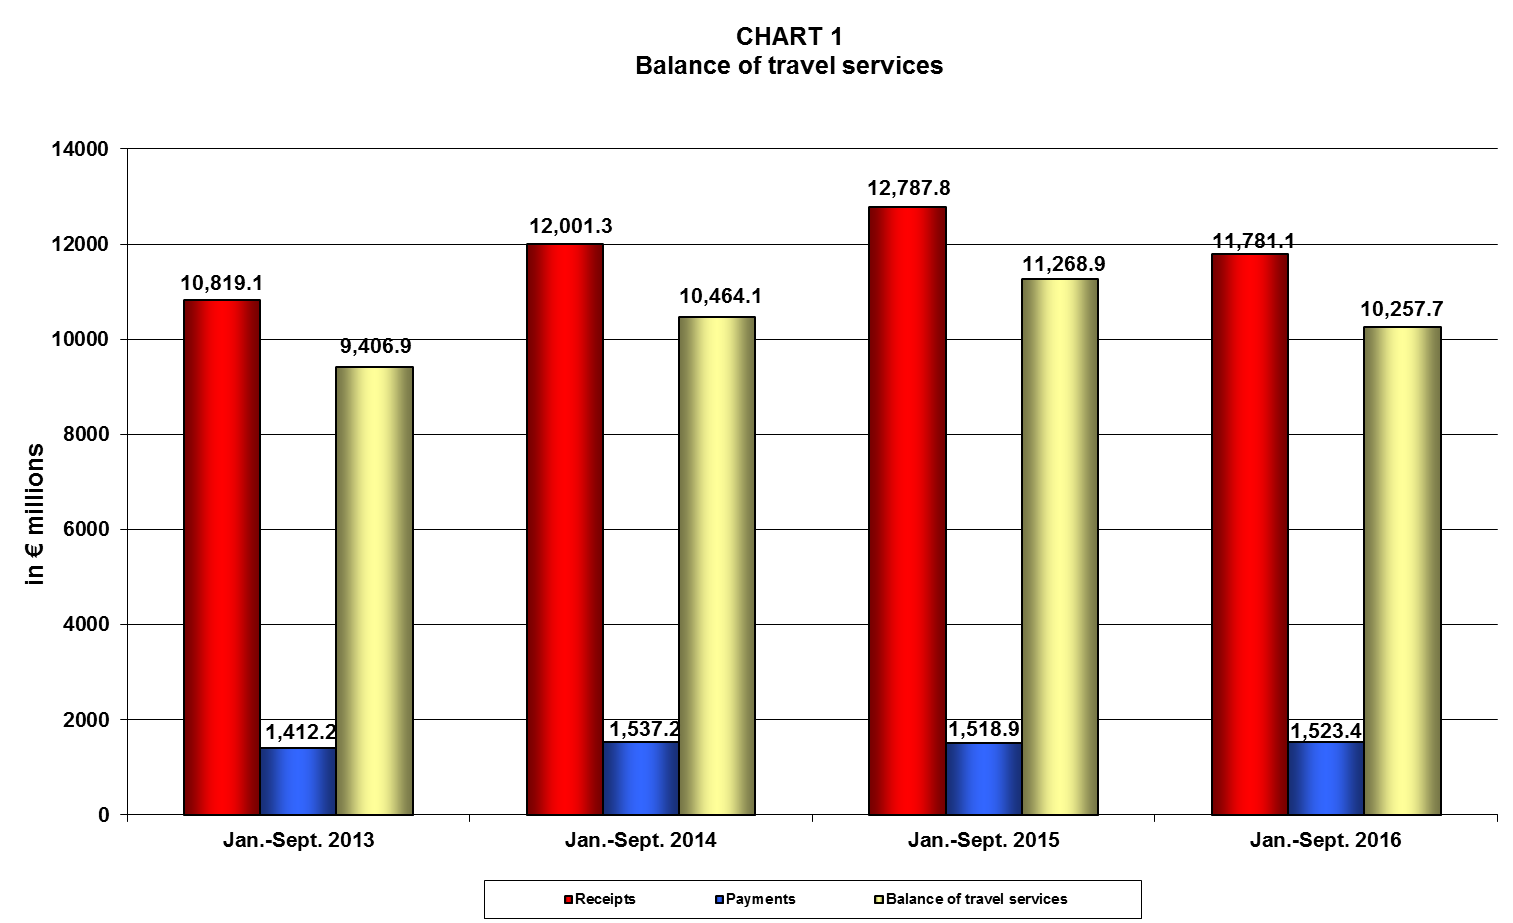 CHART 1
Balance of travel services
in € millions
14000
12000
10000
8000
6000
4000
2000
0
10,819.1
1,412.2
9,406.9
12,001.3
1,537.2
10,464.1
12,787.8
1,518.9
11,268.9
11,781.1
1,523.4
10,257.7
Jan.-Sept. 2013
Jan.-Sept. 2014
Jan.-Sept. 2015
Jan.-Sept. 2016
Receipts
Payments
Balance of travel services